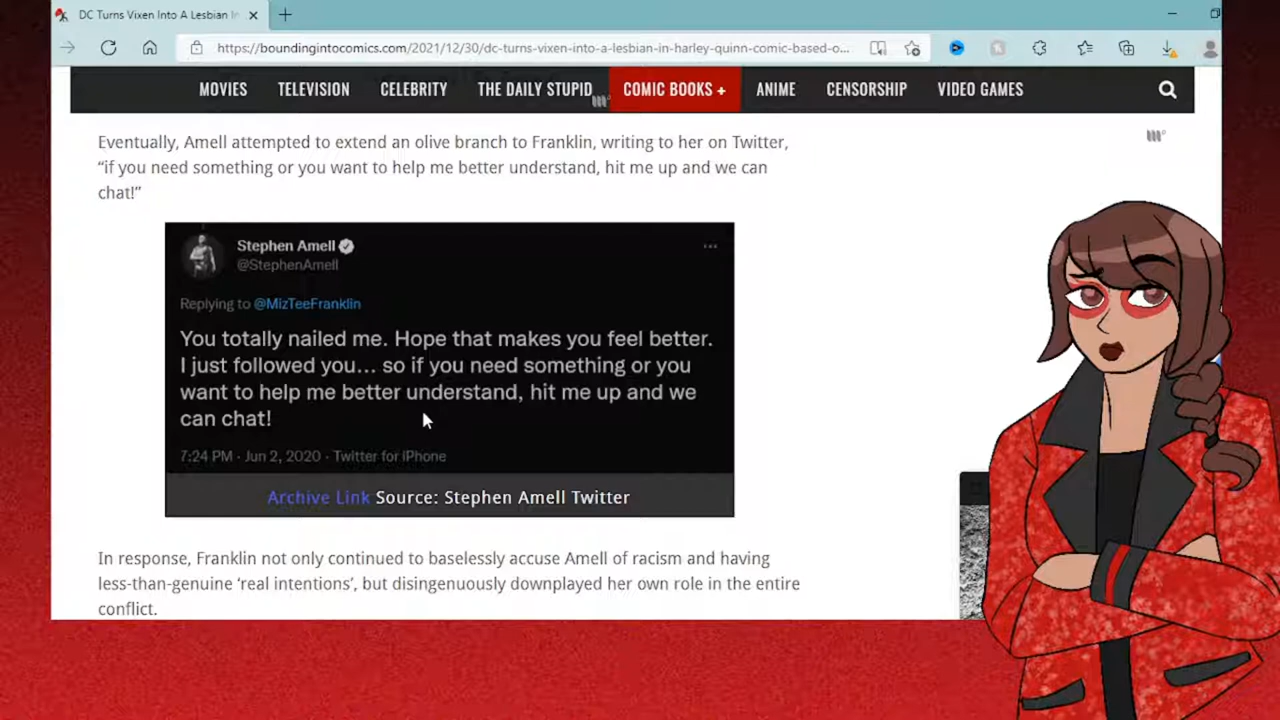 DC Turns Vixen Into A Lesbian In
https://boundingintocomics.com/2021/12/30/dc-turns-vixen-into-a-lesbian-in-harley-quinn-comic-based-o...
MOVIES TELEVISION CELEBRITY THE DAILY STUPID COMIC BOOKS + ANIME CENSORSHIP VIDEO GAMES
Eventually, Amell attempted to extend an olive branch to Franklin, writing to her on Twitter,
“if you need something or you want to help me better understand, hit me up and we can
chat!”
Stephen Amell
@StephenAmell
Replying to @MizTeeFranklin
You totally nailed me. Hope that makes you feel better.
I just followed you... so if you need something or you
want to help me better understand, hit me up and we
can chat!
7:24 PM · Jun 2, 2020 · Twitter for iPhone
Archive Link Source: Stephen Amell Twitter
In response, Franklin not only continued to baselessly accuse Amell of racism and having
less-than-genuine ‘real intentions’, but disingenuously downplayed her own role in the entire
conflict.